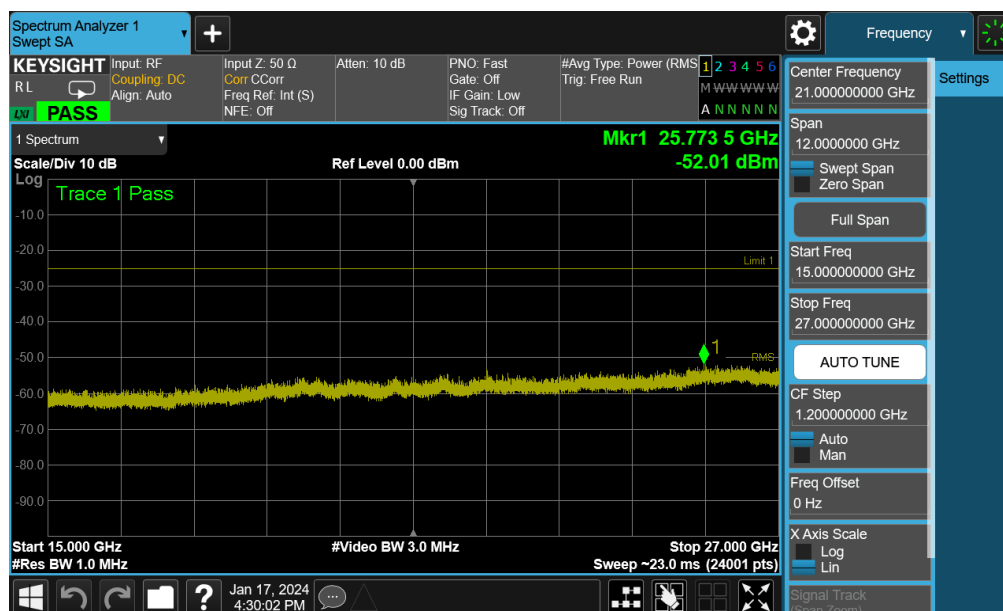 Spectrum Analyzer 1
Swept SA
+
Frequency
KEYSIGHT
R L
LXI PASS
Input: RF
Coupling: DC
Align: Auto
Input Z: 50 Ω
Corr CCorr
Freq Ref: Int (S)
NFE: Off
Atten: 10 dB
PNO: Fast
Gate: Off
IF Gain: Low
Sig Track: Off
#Avg Type: Power (RMS
Trig: Free Run
1 2 3 4 5 6
M W W W W W
A N N N N N
1 Spectrum
Scale/Div 10 dB
Ref Level 0.00 dBm
Mkr1 25.773 5 GHz
-52.01 dBm
Log
Trace 1 Pass
-10.0
-20.0
Limit 1
-30.0
-40.0
1
RMS
-50.0
-60.0
-70.0
-80.0
-90.0
Start 15.000 GHz
#Res BW 1.0 MHz
#Video BW 3.0 MHz
Stop 27.000 GHz
Sweep ~23.0 ms (24001 pts)
?
Jan 17, 2024
4:30:02 PM
Center Frequency
21.000000000 GHz
Span
12.0000000 GHz
Swept Span
Zero Span
Full Span
Start Freq
15.000000000 GHz
Stop Freq
27.000000000 GHz
AUTO TUNE
CF Step
1.200000000 GHz
Auto
Man
Freq Offset
0 Hz
X Axis Scale
Log
Lin
Signal Track
(Span Zoom)
Settings